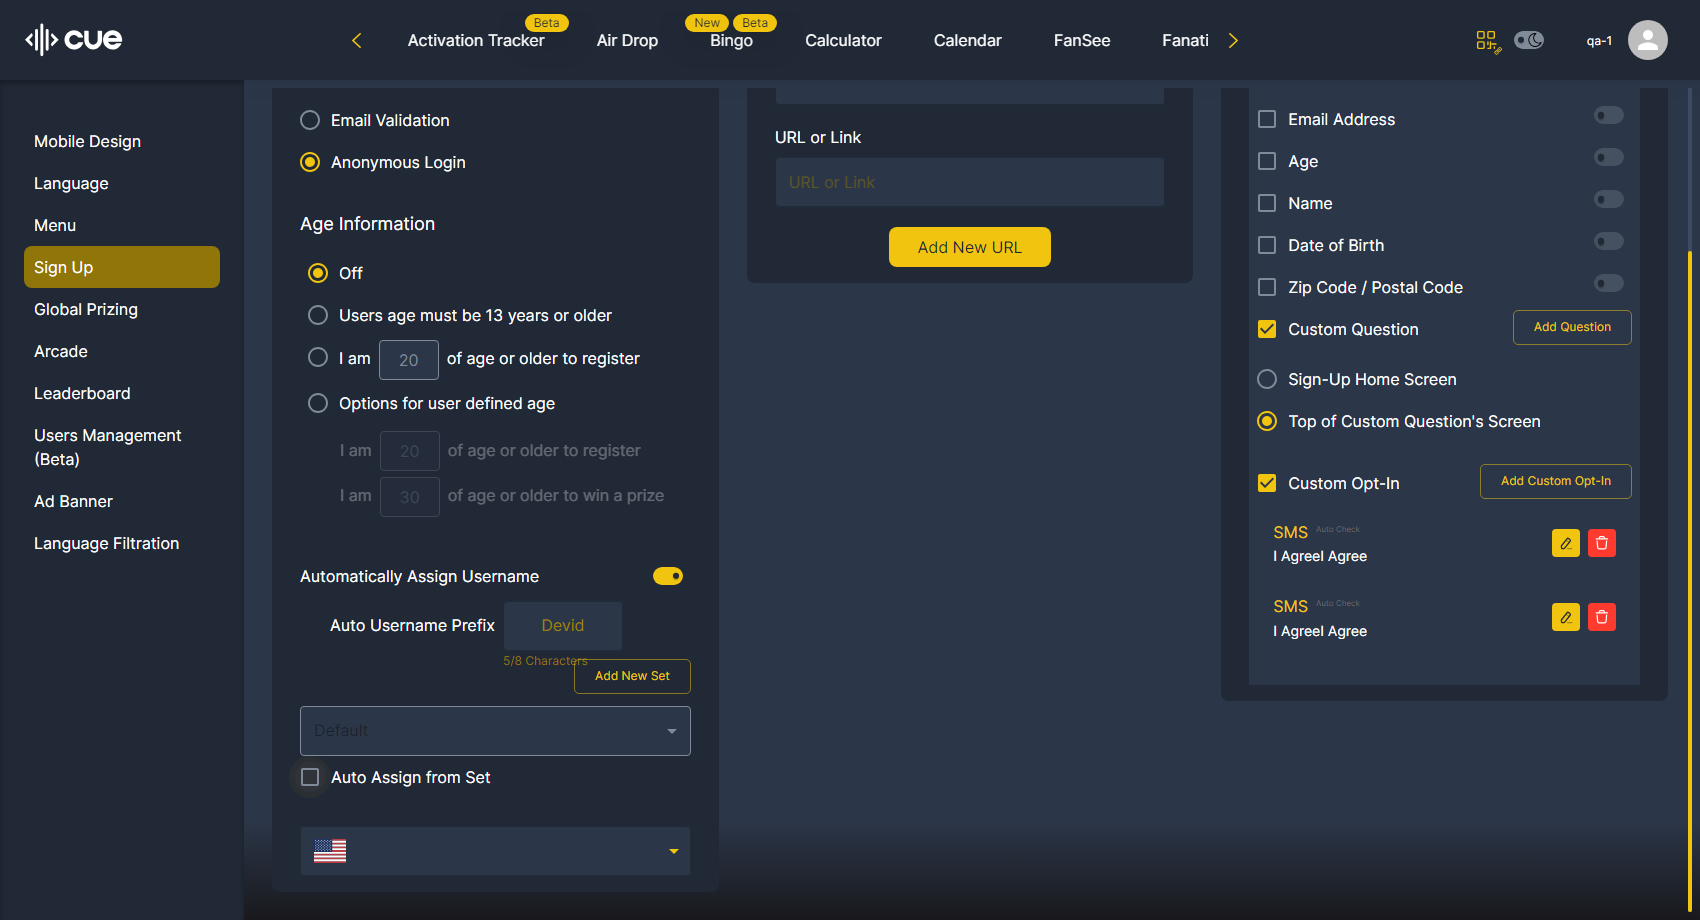 cue
Activation Tracker
Beta
Air Drop
New
Beta
Bingo
Calculator
Calendar
FanSee
Fanati
qa-1
Mobile Design
Language
Menu
Sign Up
Global Prizing
Arcade
Leaderboard
Users Management
(Beta)
Ad Banner
Language Filtration
Email Validation
Anonymous Login
Age Information
Off
Users age must be 13 years or older
I am 20 of age or older to register
Options for user defined age
I am 20 of age or older to register
I am 30 of age or older to win a prize
Automatically Assign Username
Auto Username Prefix Devid
5/8 Characters
Add New Set
Default
Auto Assign from Set
URL or Link
URL or Link
Add New URL
Email Address
Age
Name
Date of Birth
Zip Code / Postal Code
Custom Question Add Question
Sign-Up Home Screen
Top of Custom Question's Screen
Custom Opt-In Add Custom Opt-In
SMS Auto Check
I AgreeI Agree
SMS Auto Check
I AgreeI Agree